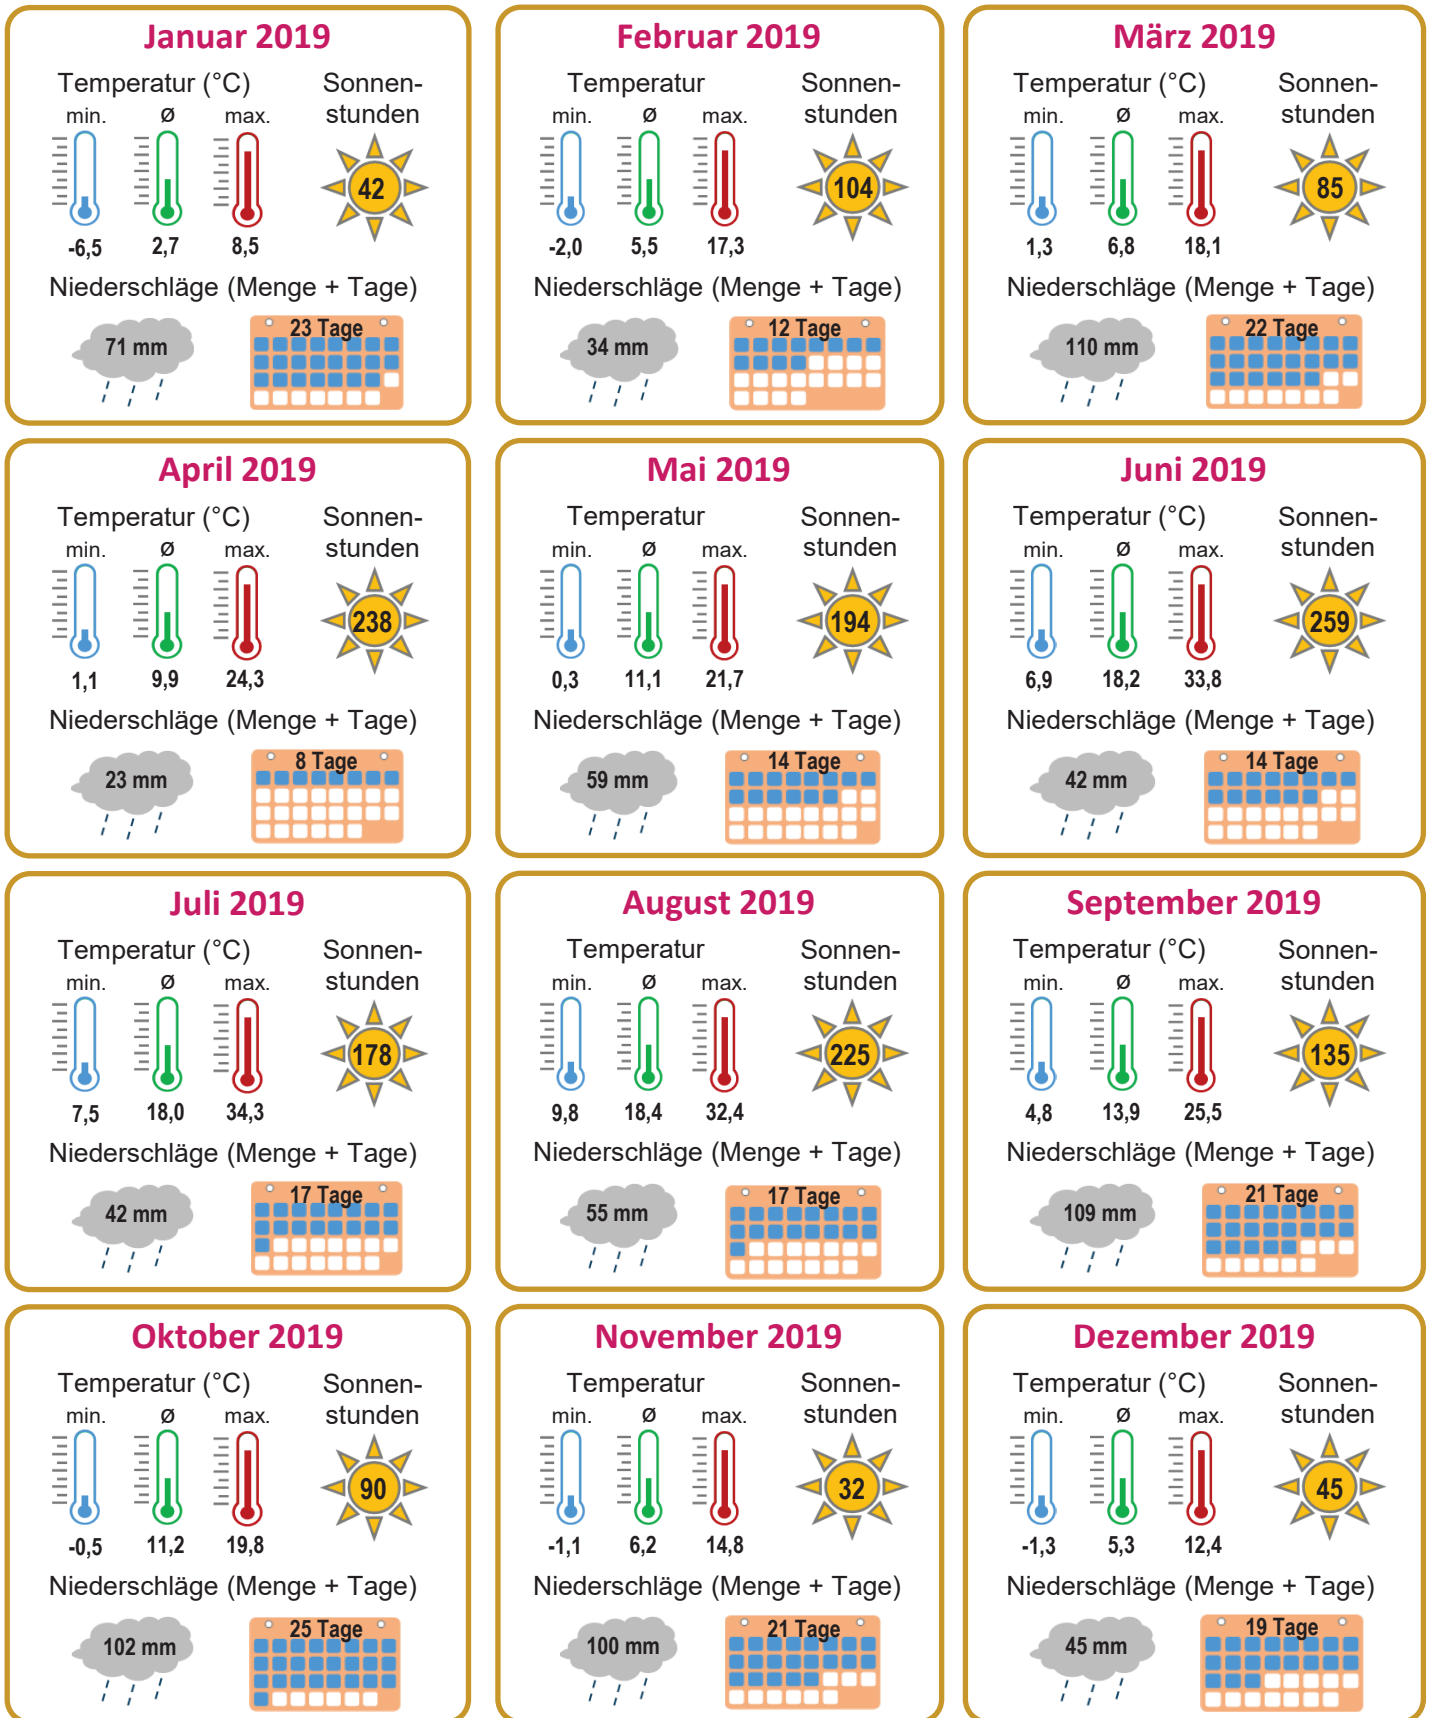 Januar 2019
Temperatur (°C)
Sonnen-
stunden
min. ø max.
42
-6,5 2,7 8,5
Niederschläge (Menge + Tage)
71 mm
23 Tage
Februar 2019
Temperatur
Sonnen-
stunden
min. ø max.
104
-2,0 5,5 17,3
Niederschläge (Menge + Tage)
34 mm
12 Tage
März 2019
Temperatur (°C)
Sonnen-
stunden
min. ø max.
85
1,3 6,8 18,1
Niederschläge (Menge + Tage)
110 mm
22 Tage
April 2019
Temperatur (°C)
Sonnen-
stunden
min. ø max.
238
1,1 9,9 24,3
Niederschläge (Menge + Tage)
23 mm
8 Tage
Mai 2019
Temperatur
Sonnen-
stunden
min. ø max.
194
0,3 11,1 21,7
Niederschläge (Menge + Tage)
59 mm
14 Tage
Juni 2019
Temperatur (°C)
Sonnen-
stunden
min. ø max.
259
6,9 18,2 33,8
Niederschläge (Menge + Tage)
42 mm
14 Tage
Juli 2019
Temperatur (°C)
Sonnen-
stunden
min. ø max.
178
7,5 18,0 34,3
Niederschläge (Menge + Tage)
42 mm
17 Tage
August 2019
Temperatur
Sonnen-
stunden
min. ø max.
225
9,8 18,4 32,4
Niederschläge (Menge + Tage)
55 mm
17 Tage
September 2019
Temperatur (°C)
Sonnen-
stunden
min. ø max.
135
4,8 13,9 25,5
Niederschläge (Menge + Tage)
109 mm
21 Tage
Oktober 2019
Temperatur (°C)
Sonnen-
stunden
min. ø max.
90
-0,5 11,2 19,8
Niederschläge (Menge + Tage)
102 mm
25 Tage
November 2019
Temperatur
Sonnen-
stunden
min. ø max.
32
-1,1 6,2 14,8
Niederschläge (Menge + Tage)
100 mm
21 Tage
Dezember 2019
Temperatur (°C)
Sonnen-
stunden
min. ø max.
45
-1,3 5,3 12,4
Niederschläge (Menge + Tage)
45 mm
19 Tage